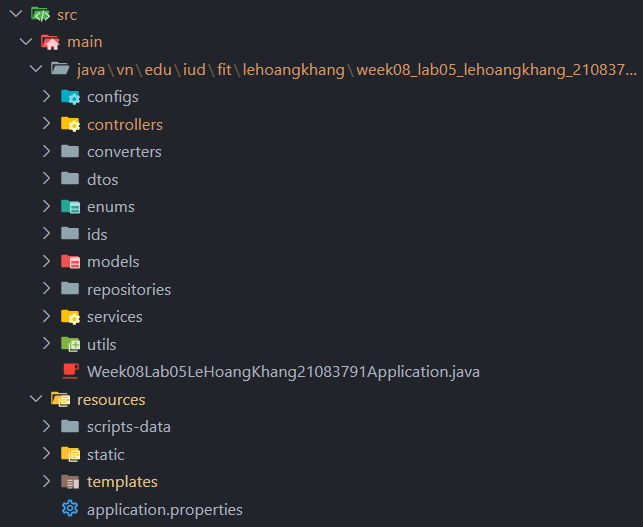 src
main
java\vn\edu\iud\fit\lehoangkhang\week08_lab05_lehoangkhang_210837...
configs
controllers
converters
dtos
enums
ids
models
repositories
services
utils
Week08Lab05LeHoangKhang21083791Application.java
resources
scripts-data
static
templates
application.properties